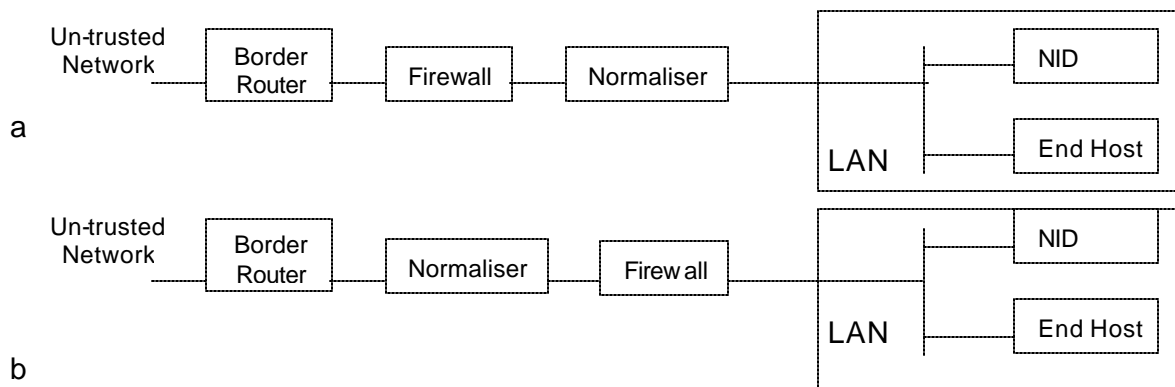 Un-trusted
Network
Border
Router
Firewall
Normaliser
NID
End Host
LAN
a
Un-trusted
Network
Border
Router
Normaliser
Firewall
NID
End Host
LAN
b